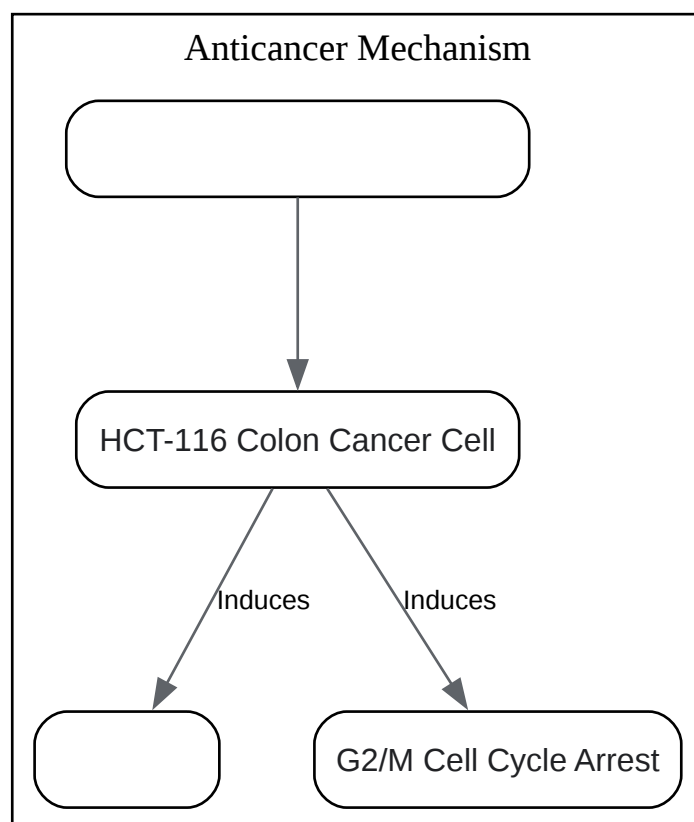 Anticancer Mechanism
HCT-116 Colon Cancer Cell
Induces
Induces
G2/M Cell Cycle Arrest